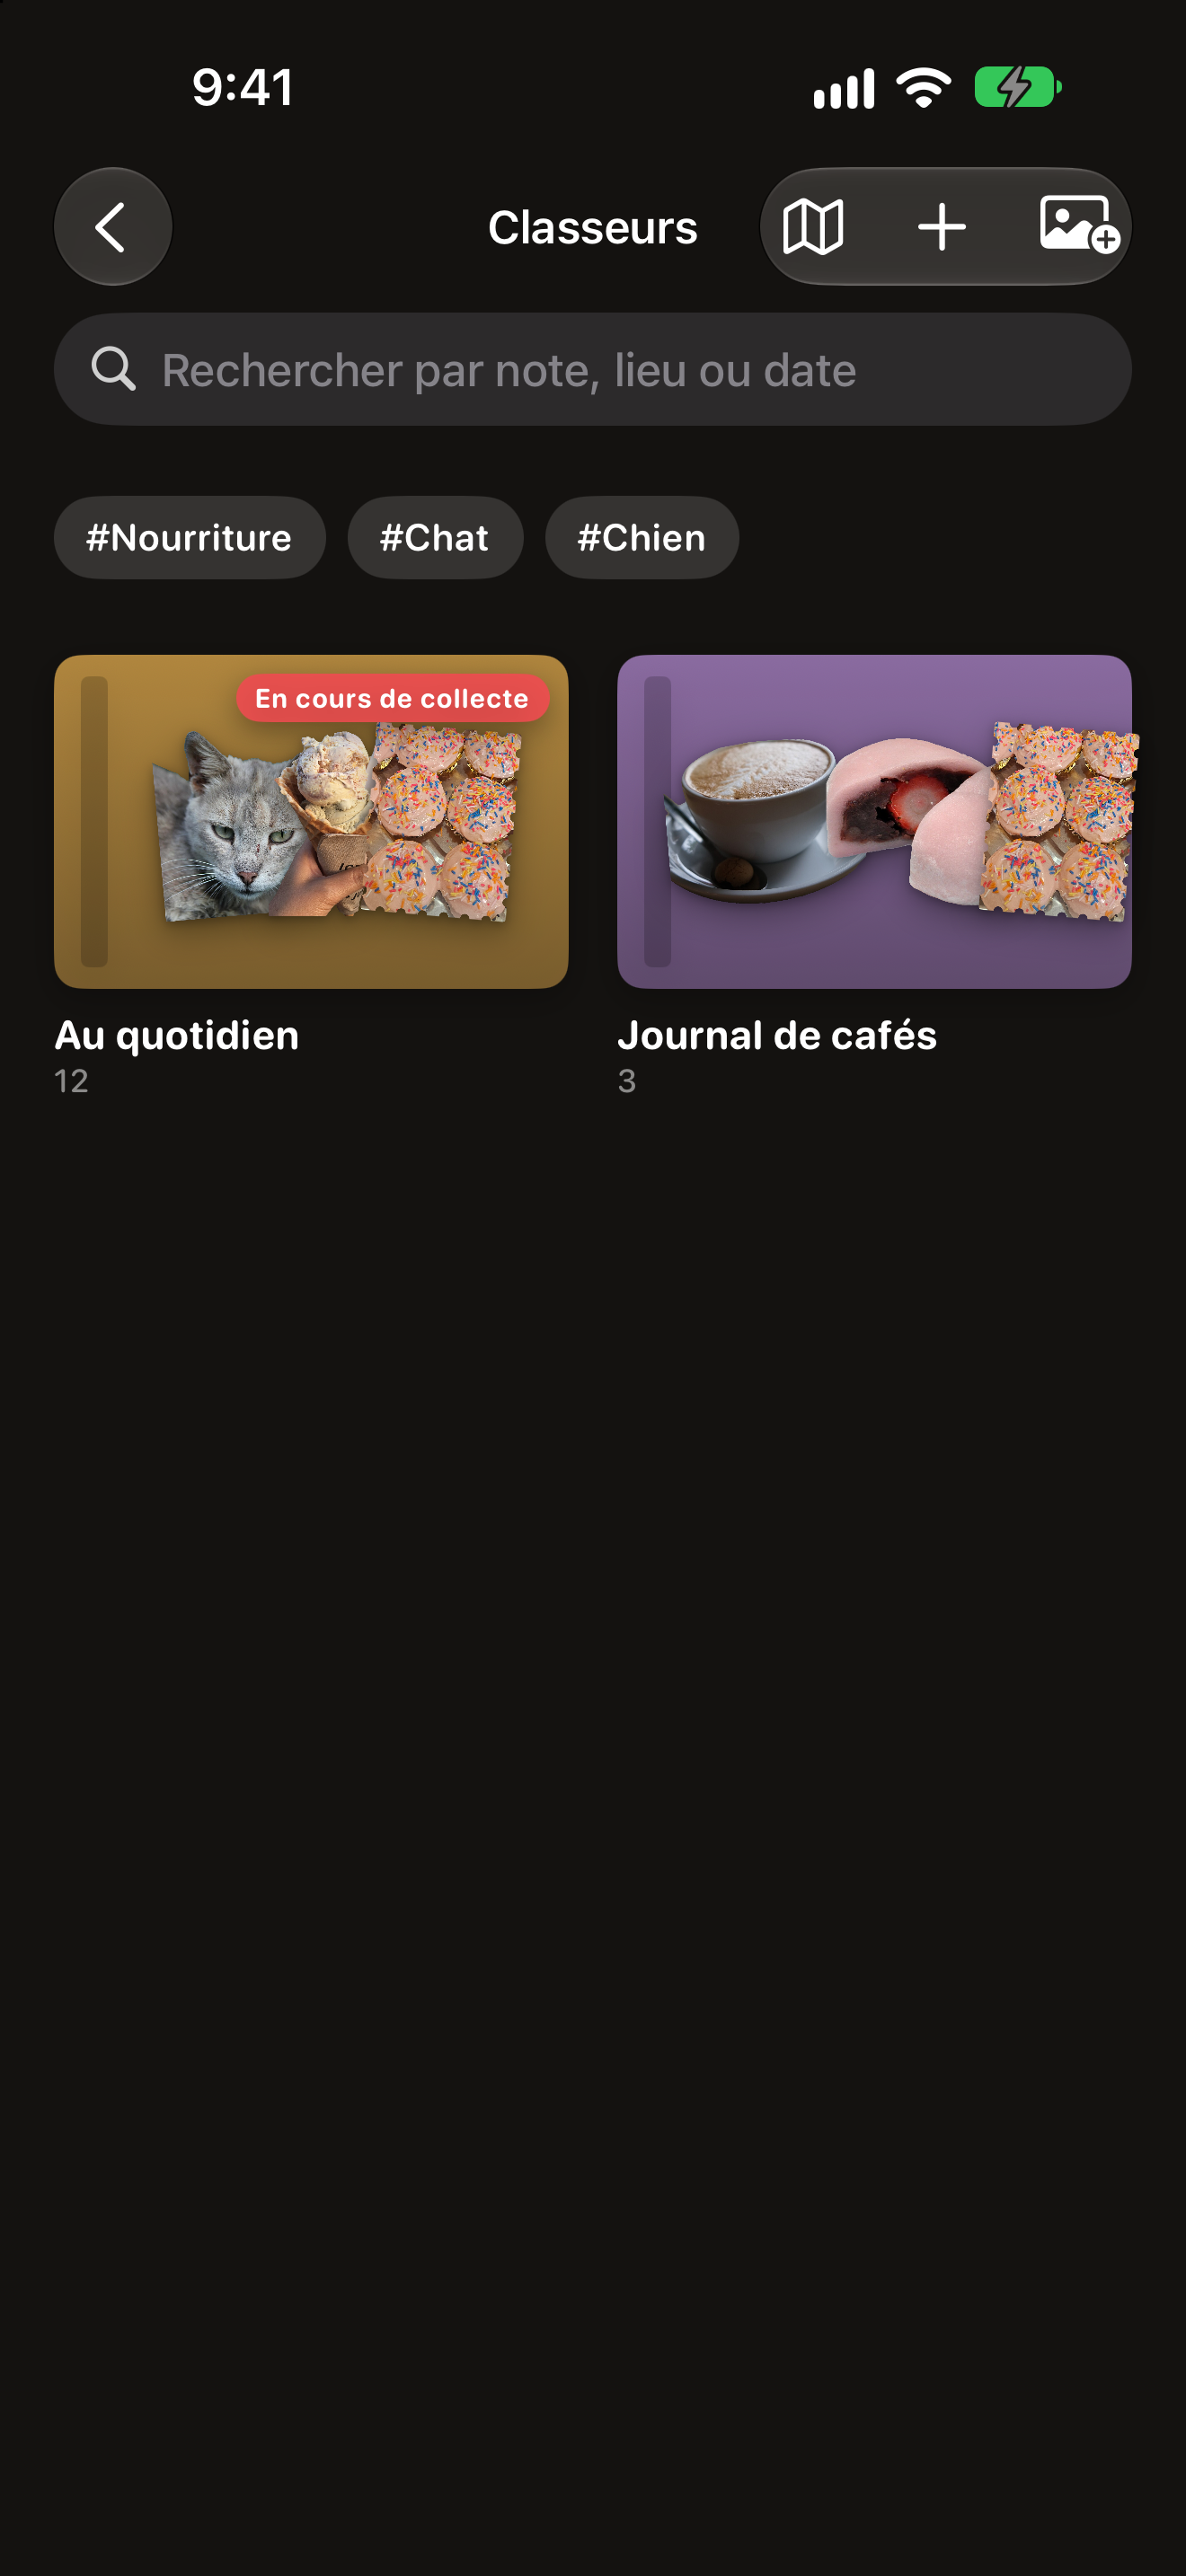 9:41
Classeurs
Rechercher par note, lieu ou date
#Nourriture
#Chat
#Chien
En cours de collecte
Au quotidien
12
Journal de cafés
3